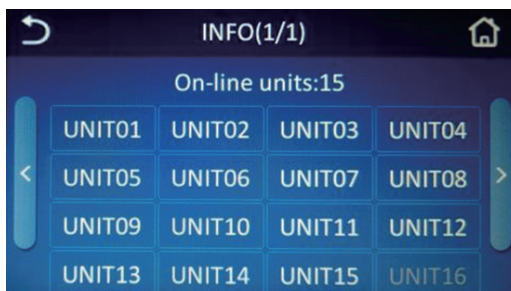 INFO(1/1)
On-line units:15
UNIT01 UNIT02 UNIT03 UNIT04
< UNIT05 UNIT06 UNIT07 UNIT08 >
UNIT09 UNIT10 UNIT11 UNIT12
UNIT13 UNIT14 UNIT15 UNIT16